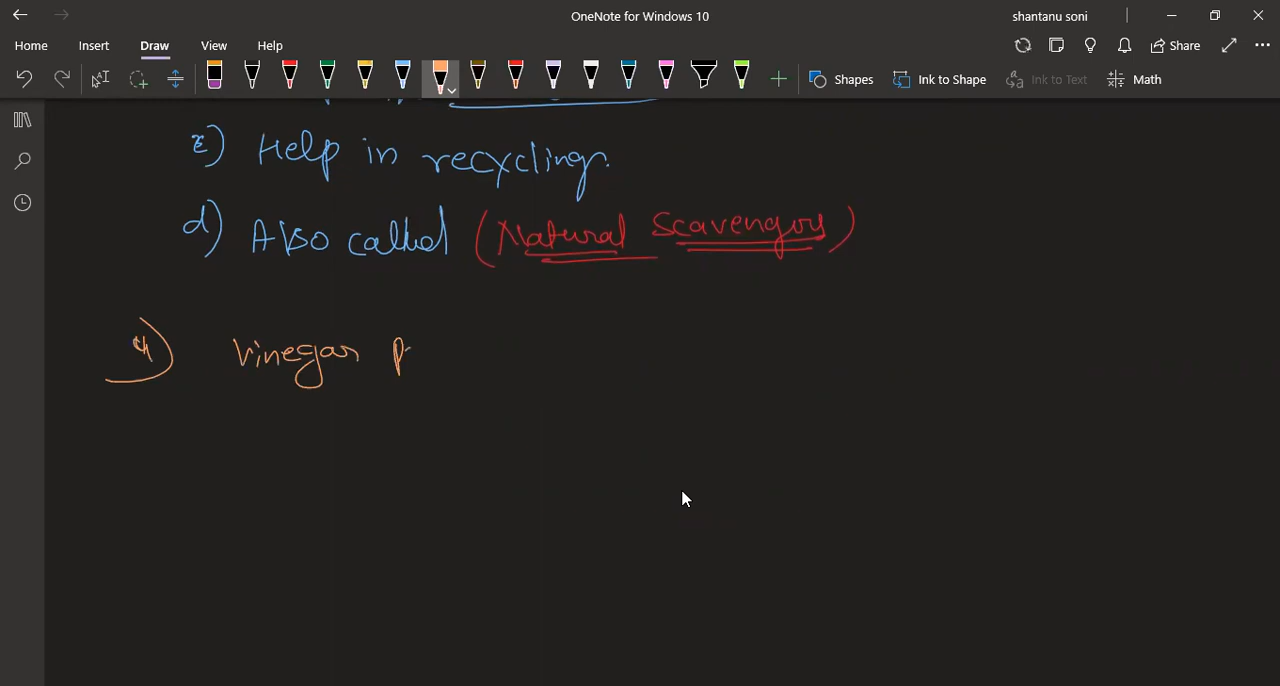 OneNote for Windows 10
shantanu soni
Home Insert Draw View Help
Share
Shapes Ink to Shape Ink to Text Math
c) Help in recycling.
d) Also called (Natural Scavengers)
4) Vinegar p